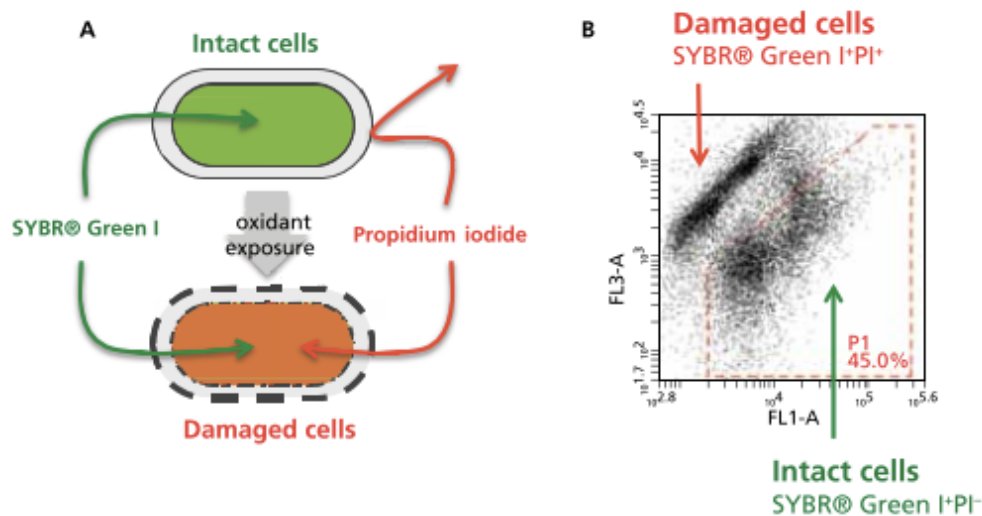 A
Intact cells
SYBR® Green I
oxidant
exposure
Propidium iodide
Damaged cells
B
Damaged cells
SYBR® Green I⁺PI⁺
FL3-A
10^4.5
10^4
10^3
10^2
10^1.7
P1
45.0%
10^2.8
10^4
10^5
10^5.6
FL1-A
Intact cells
SYBR® Green I⁺PI⁻